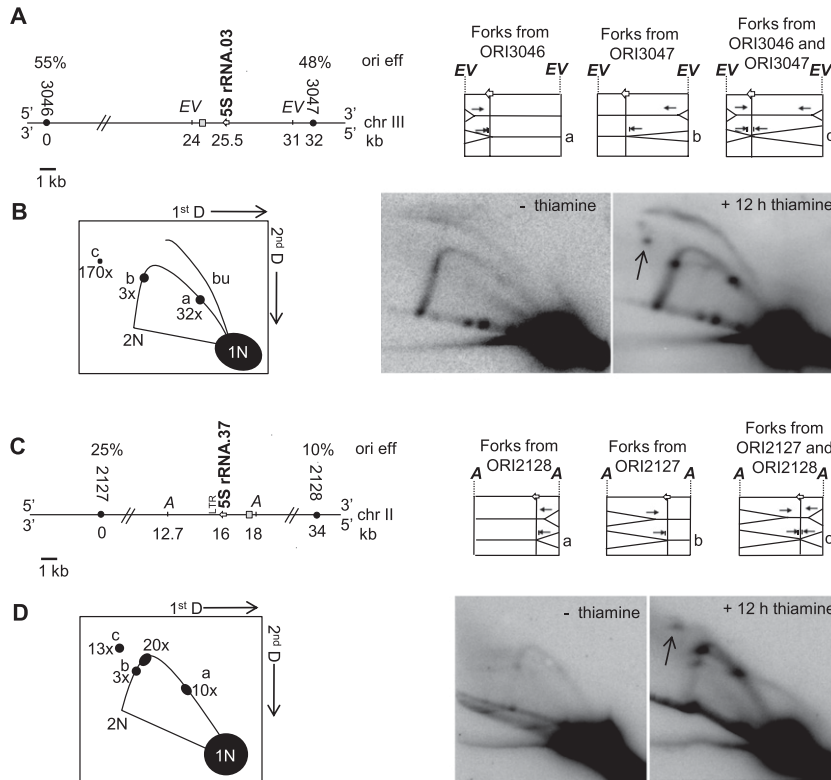 A
55%
48%
ori eff
3046
5S rRNA.03
3047
EV
EV
5'
3'
3'
5'
chr III
0
24
25.5
31
32
kb
1 kb
Forks from
ORI3046
Forks from
ORI3047
Forks from
ORI3046 and
ORI3047
EV
EV
EV
EV
EV
EV
a
b
c
B
1st D
2nd D
c
170x
b
3x
a
32x
bu
2N
1N
- thiamine
+ 12 h thiamine
C
25%
10%
ori eff
2127
LTR
5S rRNA.37
2128
A
A
5'
3'
3'
5'
chr II
0
12.7
16
18
34
kb
1 kb
Forks from
ORI2128
Forks from
ORI2127
Forks from
ORI2127 and
ORI2128
A
A
A
A
A
A
a
b
c
D
1st D
2nd D
c
13x
20x
b
3x
a
10x
2N
1N
- thiamine
+ 12 h thiamine